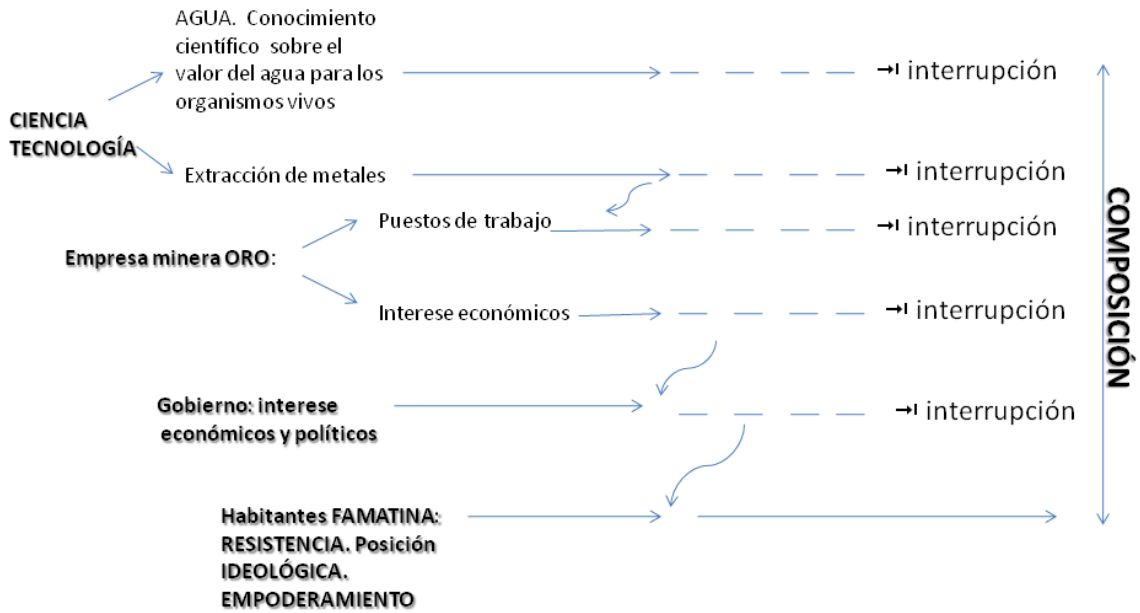 AGUA. Conocimiento
científico sobre el
valor del agua para los
organismos vivos
interrupción
CIENCIA
TECNOLOGÍA
Extracción de metales
interrupción
Puestos de trabajo
interrupción
Empresa minera ORO:
Interese económicos
interrupción
Gobierno: interese
económicos y políticos
interrupción
Habitantes FAMATINA:
RESISTENCIA. Posición
IDEOLÓGICA.
EMPODERAMIENTO
COMPOSICIÓN